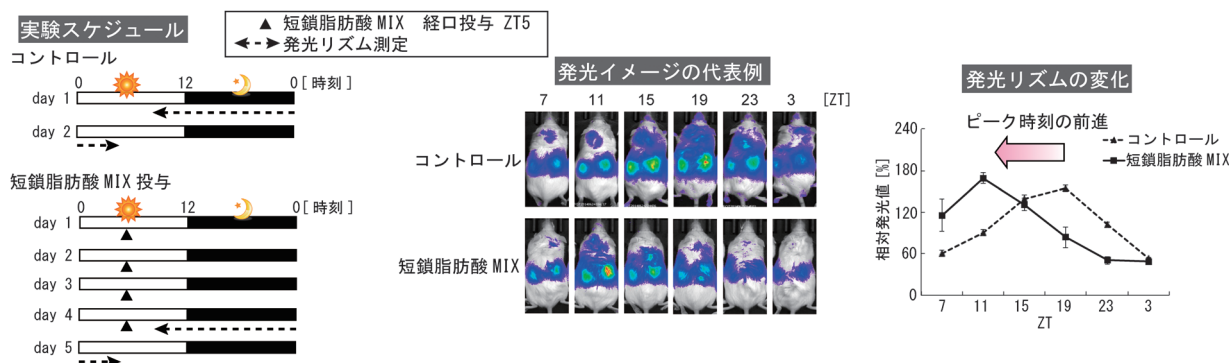 実験スケジュール
▲ 短鎖脂肪酸MIX 経口投与 ZT5
発光リズム測定
コントロール
0 12 0[ 時刻 ]
day 1
day 2
短鎖脂肪酸MIX 投与
0 12 0[ 時刻 ]
day 1
day 2
day 3
day 4
day 5
発光イメージの代表例
7 11 15 19 23 3 [ZT]
コントロール
短鎖脂肪酸MIX
発光リズムの変化
ピーク時刻の前進
コントロール
短鎖脂肪酸MIX
相対発光値 [%]
240
180
120
60
0
7 11 15 19 23 3
ZT